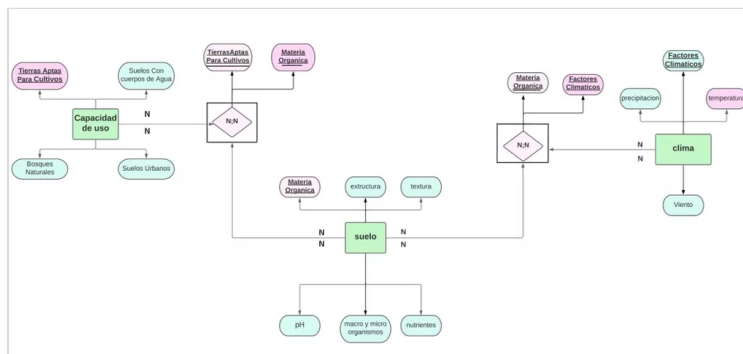 TierrasAptas
Para Cultivos
Materia
Organica
Factores
Climaticos
Tierras Aptas
Para Cultivos
Suelos Con
cuerpos de Agua
Materia
Organica
Factores
Climaticos
precipitacion
temperatura
Capacidad
de uso
N
N
N;N
N;N
N
N
clima
Bosques
Naturales
Suelos Urbanos
Materia
Organica
extructura
textura
Viento
N
N
suelo
N
N
pH
macro y micro
organismos
nutrientes